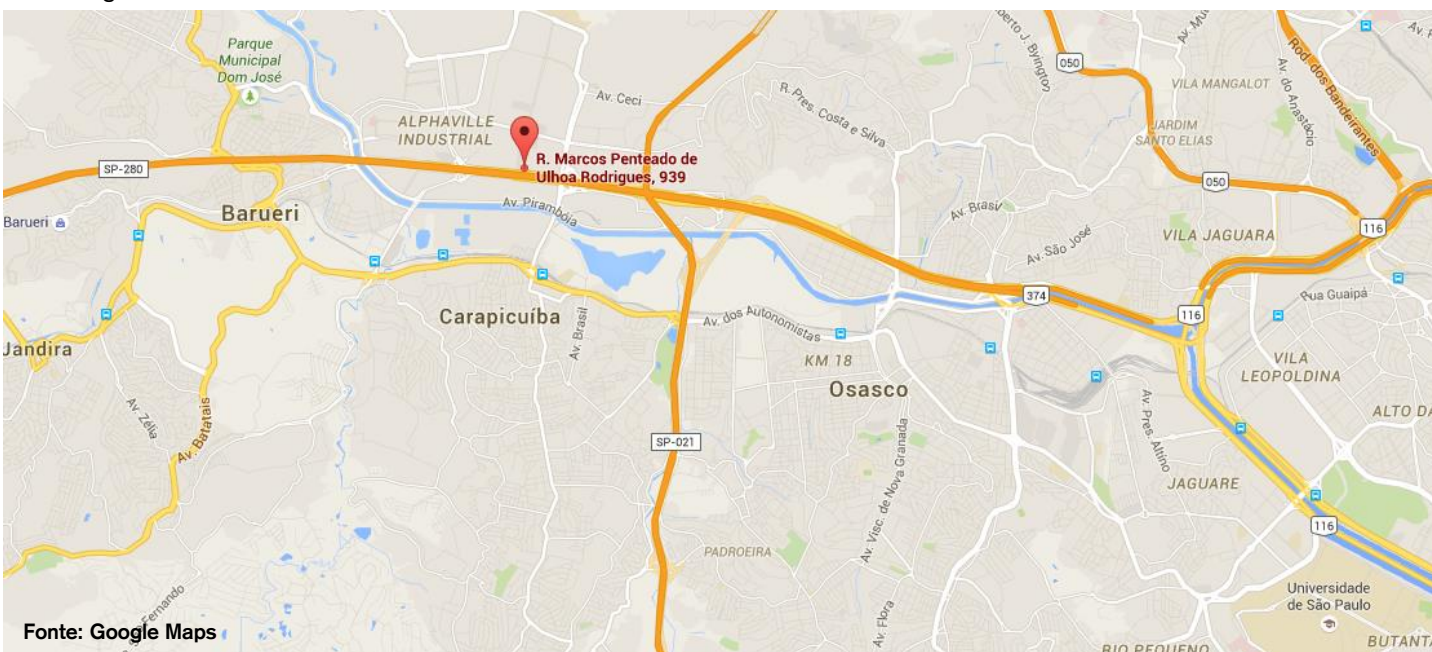 Parque
Municipal
Dom José
Av. Ceci
ALPHAVILLE
INDUSTRIAL
R. Pres. Costa e Silva
050
VILA MANGALOT
Av. do Anastácio
Rod. dos Bandeirantes
JARDIM
SANTO ELIAS
R. Marcos Penteado de
Ulhoa Rodrigues, 939
SP-280
050
Barueri
Barueri
Av. Pirambóia
Av. Brasil
Av. São José
VILA JAGUARA
116
374
116
Rua Guaipá
Carapicuíba
Av. Brasil
Av. dos Autonomistas
KM 18
Osasco
Jandira
VILA
LEOPOLDINA
Av. Zélia
Av. Batatais
SP-021
Av. Visc. de Nova Granada
Av. Pres. Altino
ALTO DA
JAGUARE
116
PADROEIRA
Universidade
de São Paulo
Av. Flora
RIO PEQUENO
BUTANT
Fonte: Google Maps